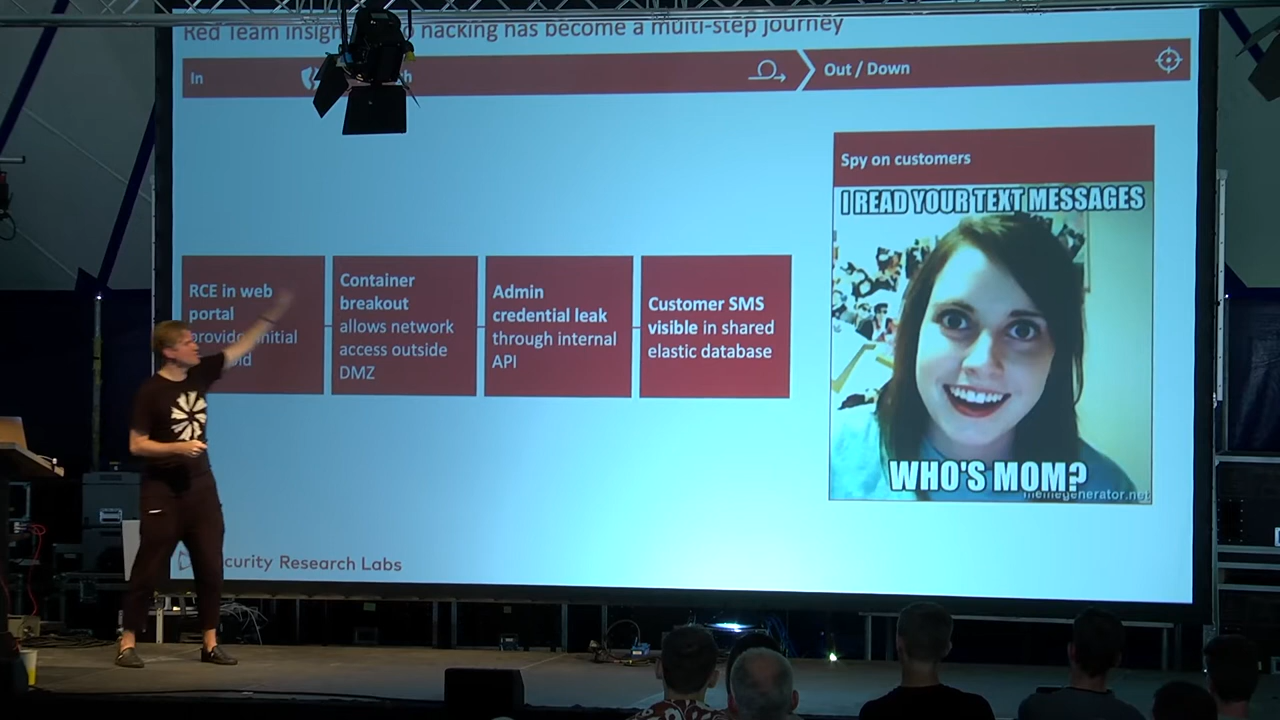 Red Team insigh hacking has become a multi-step journey
In
Out / Down
Spy on customers
I READ YOUR TEXT MESSAGES
WHO'S MOM?
memegenerator.net
RCE in web
portal
provides initial
Container
breakout
allows network
access outside
DMZ
Admin
credential leak
through internal
API
Customer SMS
visible in shared
elastic database
curity Research Labs